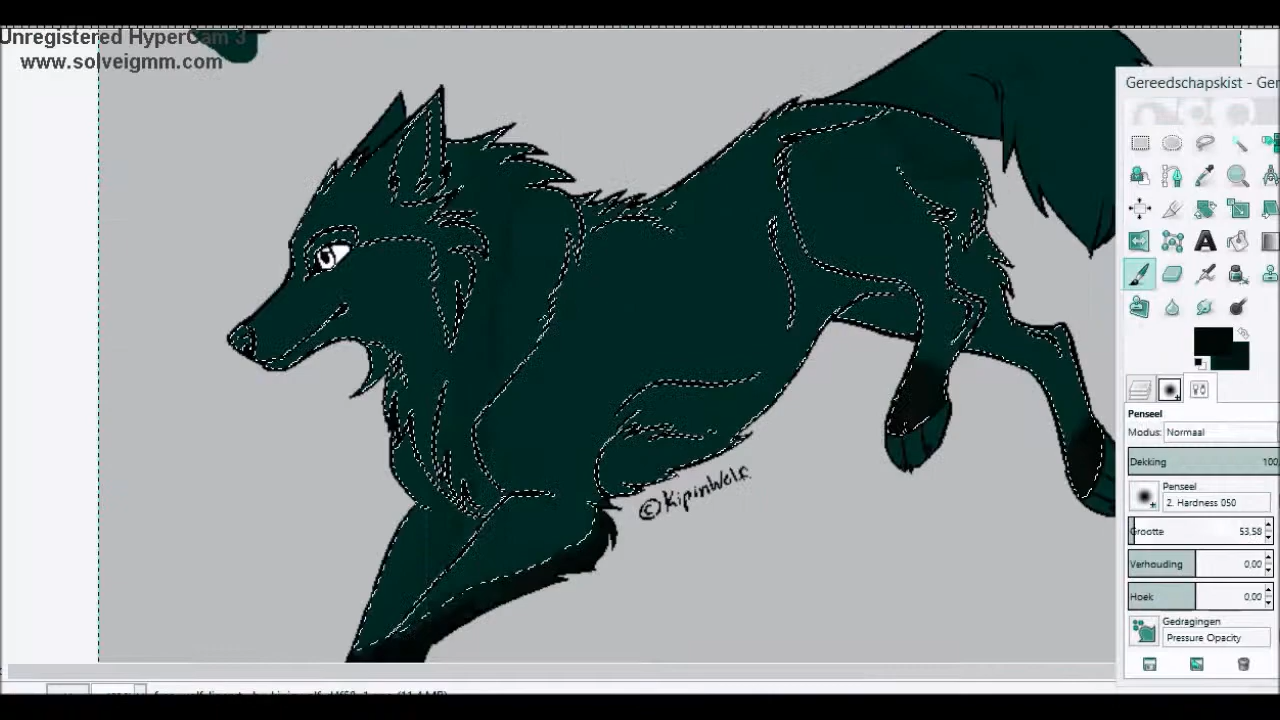 Unregistered HyperCam 3
www.solveigmm.com
Gereedschapskist - Ger
Penseel
Modus: Normaal
Dekking 100,
Penseel
2. Hardness 050
Grootte 53,58
Verhouding 0,00
Hoek 0,00
Gedragingen
Pressure Opacity
©KipinWolf